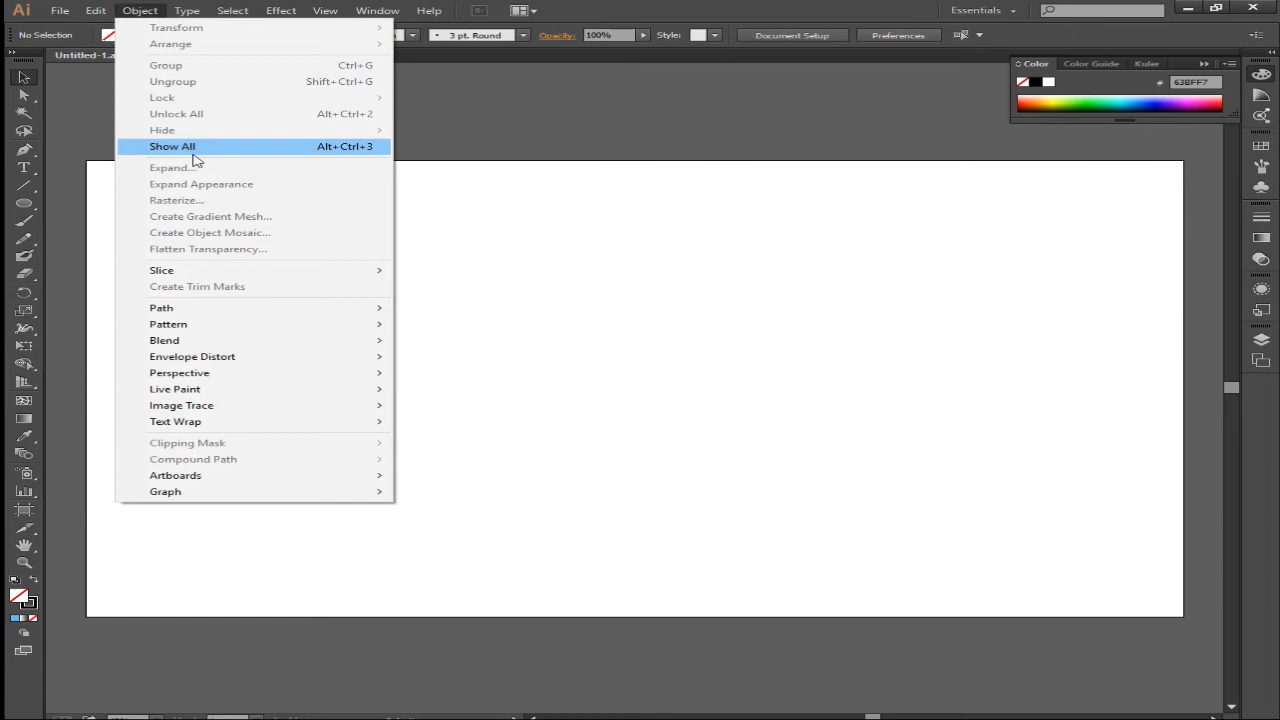 Ai File Edit Object Type Select Effect View Window Help Br Essentials
No Selection 3 pt. Round Opacity: 100% Style: Document Setup Preferences
Untitled-1.a
Transform
Arrange
Group Ctrl+G
Ungroup Shift+Ctrl+G
Lock
Unlock All Alt+Ctrl+2
Hide
Show All Alt+Ctrl+3
Expand...
Expand Appearance
Rasterize...
Create Gradient Mesh...
Create Object Mosaic...
Flatten Transparency...
Slice
Create Trim Marks
Path
Pattern
Blend
Envelope Distort
Perspective
Live Paint
Image Trace
Text Wrap
Clipping Mask
Compound Path
Artboards
Graph
Color Color Guide Kuler
# 63BFF7